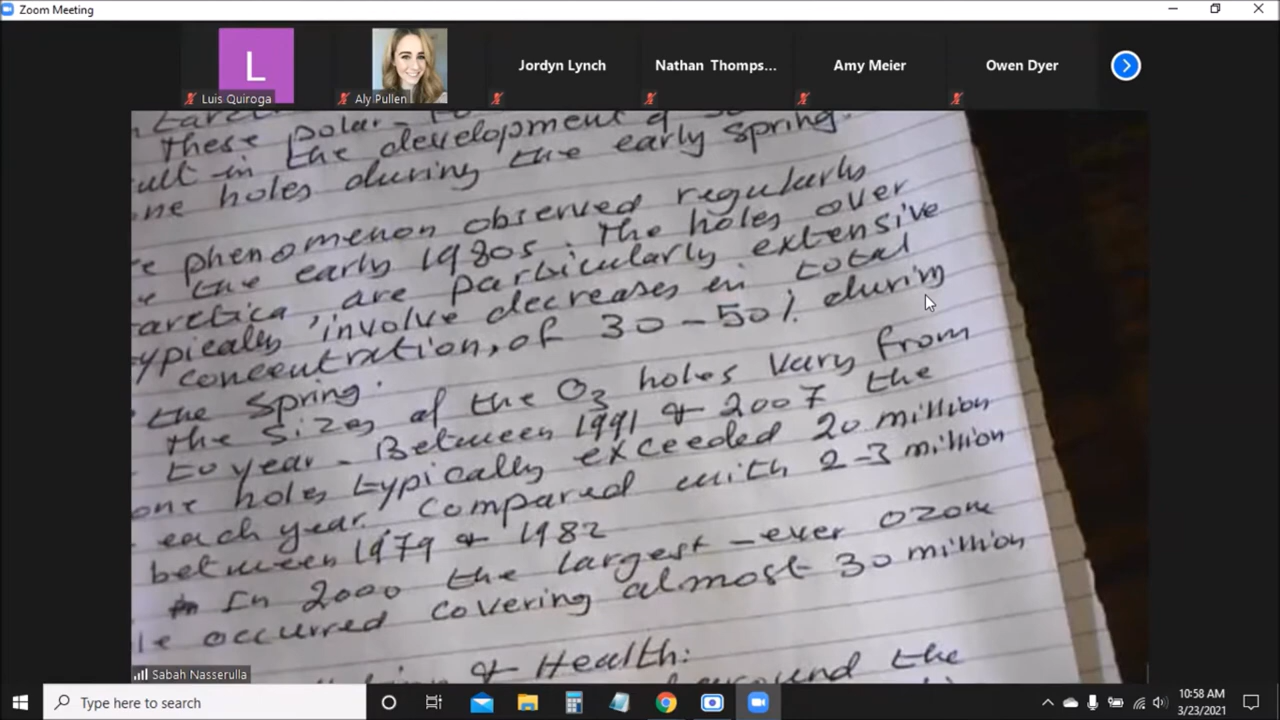 Zoom Meeting
L
Luis Quiroga
Aly Pullen
Jordyn Lynch
Nathan Thomps...
Amy Meier
Owen Dyer
These polar
ult in the development of
ne holes during the early spring.
e phenomenon observed regularly
e the early 1980s. The holes over
arctica, are particularly extensive
ypically involve decreases in total
concentration, of 30-50% during
the spring.
the sizes of the O3 holes vary from
to year. Between 1991 & 2007 the
one holes typically exceeded 20 million
each year. Compared with 2-3 million
between 1979 & 1982
In 2000 the largest-ever ozone
le occurred covering almost 30 million
& Health:
the
Sabah Nasserulla
Type here to search
10:58 AM
3/23/2021